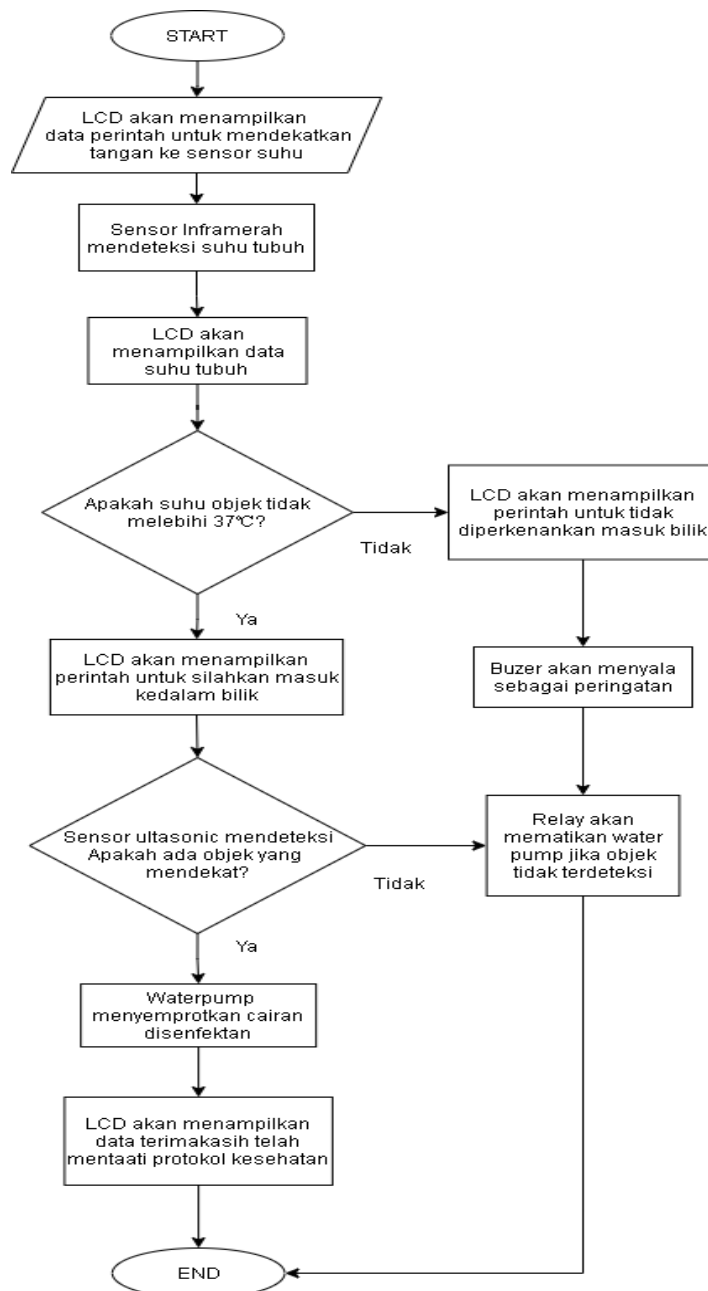 START
LCD akan menampilkan
data perintah untuk mendekatkan
tangan ke sensor suhu
Sensor Inframerah
mendeteksi suhu tubuh
LCD akan
menampilkan data
suhu tubuh
Apakah suhu objek tidak
melebihi 37°C?
Tidak
LCD akan menampilkan
perintah untuk tidak
diperkenankan masuk bilik
Ya
LCD akan menampilkan
perintah untuk silahkan masuk
kedalam bilik
Buzer akan menyala
sebagai peringatan
Sensor ultasonic mendeteksi
Apakah ada objek yang
mendekat?
Tidak
Relay akan
mematikan water
pump jika objek
tidak terdeteksi
Ya
Waterpump
menyemprotkan cairan
disenfektan
LCD akan menampilkan
data terimakasih telah
mentaati protokol kesehatan
END